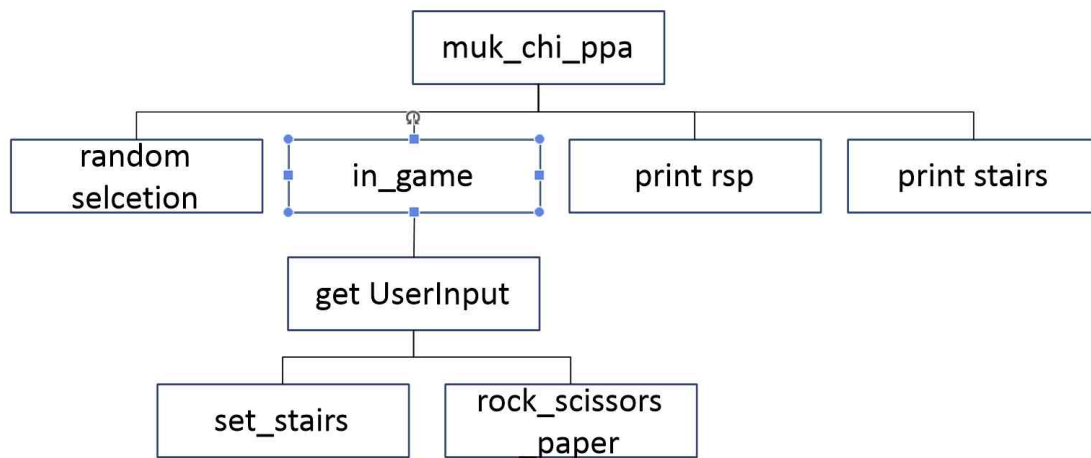 muk_chi_ppa
random
selcetion
in_game
print rsp
print stairs
get UserInput
set_stairs
rock_scissors
_paper